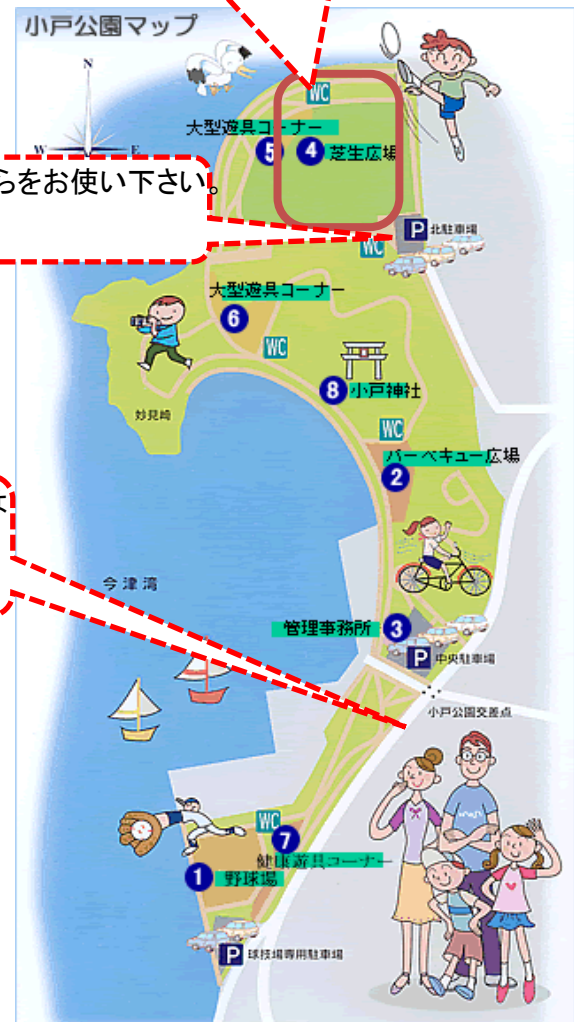 小戸公園マップ
N
W E
WC
大型遊具コーナー
5 4 芝生広場
らをお使い下さい。
P 北駐車場
WC
大型遊具コーナー
6
WC
8 小戸神社
妙見崎
WC
バーベキュー広場
2
今津湾
管理事務所 3
P 中央駐車場
小戸公園交差点
WC
7
健康遊具コーナー
1 野球場
P 球技場専用駐車場